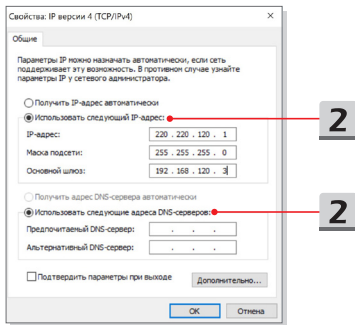 Свойства: IP версии 4 (TCP/IPv4)
Общие
Параметры IP можно назначать автоматически, если сеть
поддерживает эту возможность. В противном случае узнайте
параметры IP у сетевого администратора.
Получить IP-адрес автоматически
Использовать следующий IP-адрес:
2
IP-адрес: 220 . 220 . 120 . 1
Маска подсети: 255 . 255 . 255 . 0
Основной шлюз: 192 . 168 . 120 . 3
Получить адрес DNS-сервера автоматически
Использовать следующие адреса DNS-серверов:
2
Предпочитаемый DNS-сервер: . . .
Альтернативный DNS-сервер: . . .
Подтвердить параметры при выходе
Дополнительно...
ОК Отмена